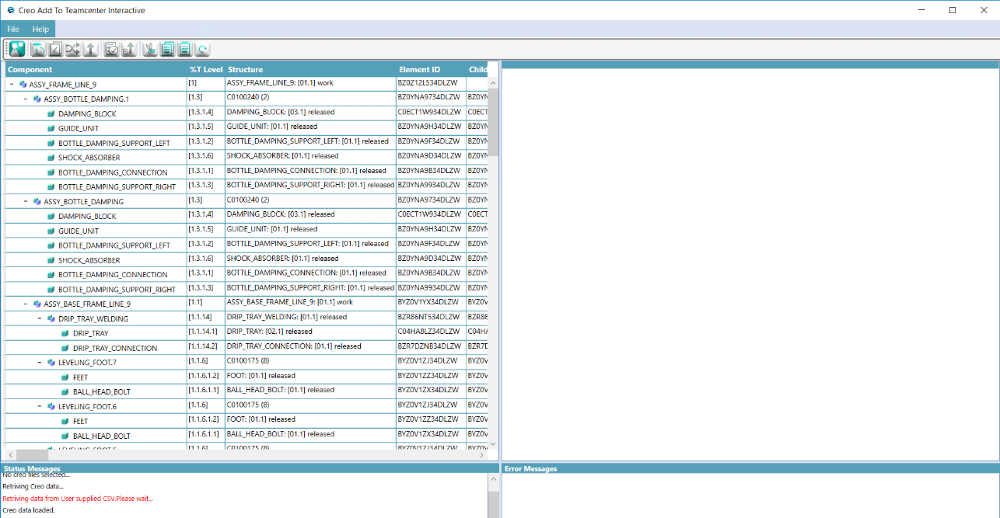 Creo Add To Teamcenter Interactive
File Help
Component %T Level Structure Element ID Child
ASSY_FRAME_LINE_9 [1] ASSY_FRAME_LINE_9: [01.1] work BZ0Z12L534DLZW
ASSY_BOTTLE_DAMPING.1 [1.3] C0100240 (2) BZ0YNA9734DLZW BZ0YN
DAMPING_BLOCK [1.3.1.4] DAMPING_BLOCK: [03.1] released C0ECT1W934DLZW C0ECT
GUIDE_UNIT [1.3.1.5] GUIDE_UNIT: [01.1] released BZ0YNA9H34DLZW BZ0YN
BOTTLE_DAMPING_SUPPORT_LEFT [1.3.1.2] BOTTLE_DAMPING_SUPPORT_LEFT: [01.1] released BZ0YNA9F34DLZW BZ0YN
SHOCK_ABSORBER [1.3.1.6] SHOCK_ABSORBER: [01.1] released BZ0YNA9D34DLZW BZ0YN
BOTTLE_DAMPING_CONNECTION [1.3.1.1] BOTTLE_DAMPING_CONNECTION: [01.1] released BZ0YNA9B34DLZW BZ0YN
BOTTLE_DAMPING_SUPPORT_RIGHT [1.3.1.3] BOTTLE_DAMPING_SUPPORT_RIGHT: [01.1] released BZ0YNA9934DLZW BZ0YN
ASSY_BOTTLE_DAMPING [1.3] C0100240 (2) BZ0YNA9734DLZW BZ0YN
DAMPING_BLOCK [1.3.1.4] DAMPING_BLOCK: [03.1] released C0ECT1W934DLZW C0ECT
GUIDE_UNIT [1.3.1.5] GUIDE_UNIT: [01.1] released BZ0YNA9H34DLZW BZ0YN
BOTTLE_DAMPING_SUPPORT_LEFT [1.3.1.2] BOTTLE_DAMPING_SUPPORT_LEFT: [01.1] released BZ0YNA9F34DLZW BZ0YN
SHOCK_ABSORBER [1.3.1.6] SHOCK_ABSORBER: [01.1] released BZ0YNA9D34DLZW BZ0YN
BOTTLE_DAMPING_CONNECTION [1.3.1.1] BOTTLE_DAMPING_CONNECTION: [01.1] released BZ0YNA9B34DLZW BZ0YN
BOTTLE_DAMPING_SUPPORT_RIGHT [1.3.1.3] BOTTLE_DAMPING_SUPPORT_RIGHT: [01.1] released BZ0YNA9934DLZW BZ0YN
ASSY_BASE_FRAME_LINE_9 [1.1] ASSY_BASE_FRAME_LINE_9: [01.1] work BYZ0V1YX34DLZW BYZ0V
DRIP_TRAY_WELDING [1.1.14] DRIP_TRAY_WELDING: [01.1] released BZR86NT534DLZW BZR86
DRIP_TRAY [1.1.14.1] DRIP_TRAY: [02.1] released C04HA8LZ34DLZW C04HA
DRIP_TRAY_CONNECTION [1.1.14.2] DRIP_TRAY_CONNECTION: [01.1] released BZR7DZNB34DLZW BZR7D
LEVELING_FOOT.7 [1.1.6] C0100175 (8) BYZ0V1ZJ34DLZW BYZ0V
FEET [1.1.6.1.2] FOOT: [01.1] released BYZ0V1ZZ34DLZW BYZ0V
BALL_HEAD_BOLT [1.1.6.1.1] BALL_HEAD_BOLT: [01.1] released BYZ0V1ZX34DLZW BYZ0V
LEVELING_FOOT.6 [1.1.6] C0100175 (8) BYZ0V1ZJ34DLZW BYZ0V
FEET [1.1.6.1.2] FOOT: [01.1] released BYZ0V1ZZ34DLZW BYZ0V
BALL_HEAD_BOLT [1.1.6.1.1] BALL_HEAD_BOLT: [01.1] released BYZ0V1ZX34DLZW BYZ0V
LEVELING_FOOT.5 [1.1.6] C0100175 (8) BYZ0V1ZJ34DLZW BYZ0V
Status Messages
No creo files selected...
Retriving Creo data...
Retriving data from User supplied CSV.Please wait...
Creo data loaded.
Error Messages